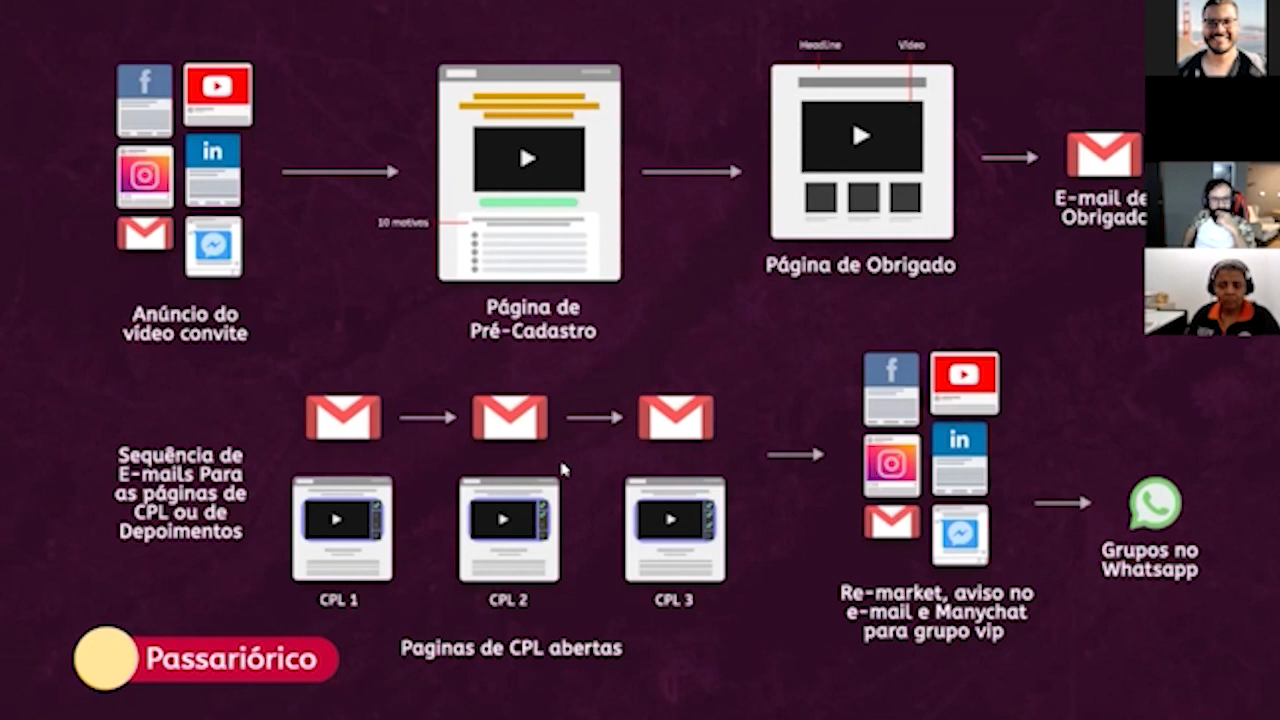 Headline
Vídeo
f
in
10 motivos
Anúncio do
vídeo convite
Página de
Pré-Cadastro
Página de Obrigado
E-mail de
Obrigado
Sequência de
E-mails Para
as páginas de
CPL ou de
Depoimentos
CPL 1
CPL 2
CPL 3
Paginas de CPL abertas
f
in
Re-market, aviso no
e-mail e Manychat
para grupo vip
Grupos no
Whatsapp
Passariórico